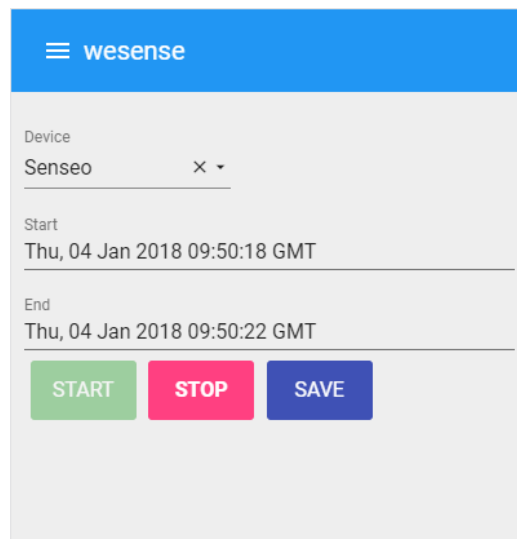 wesense
Device
Senseo
Start
Thu, 04 Jan 2018 09:50:18 GMT
End
Thu, 04 Jan 2018 09:50:22 GMT
START STOP SAVE